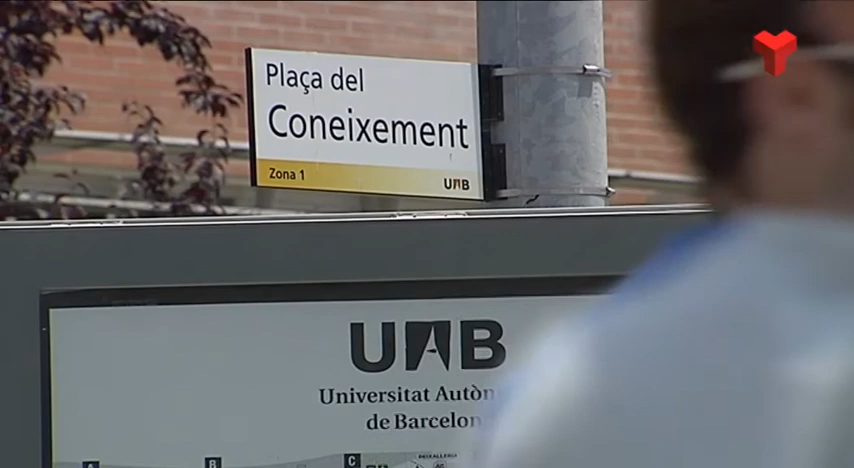 Plaça del
Coneixement
Zona 1
UAB
UAB
Universitat Autòn
de Barcelon
A
B
C